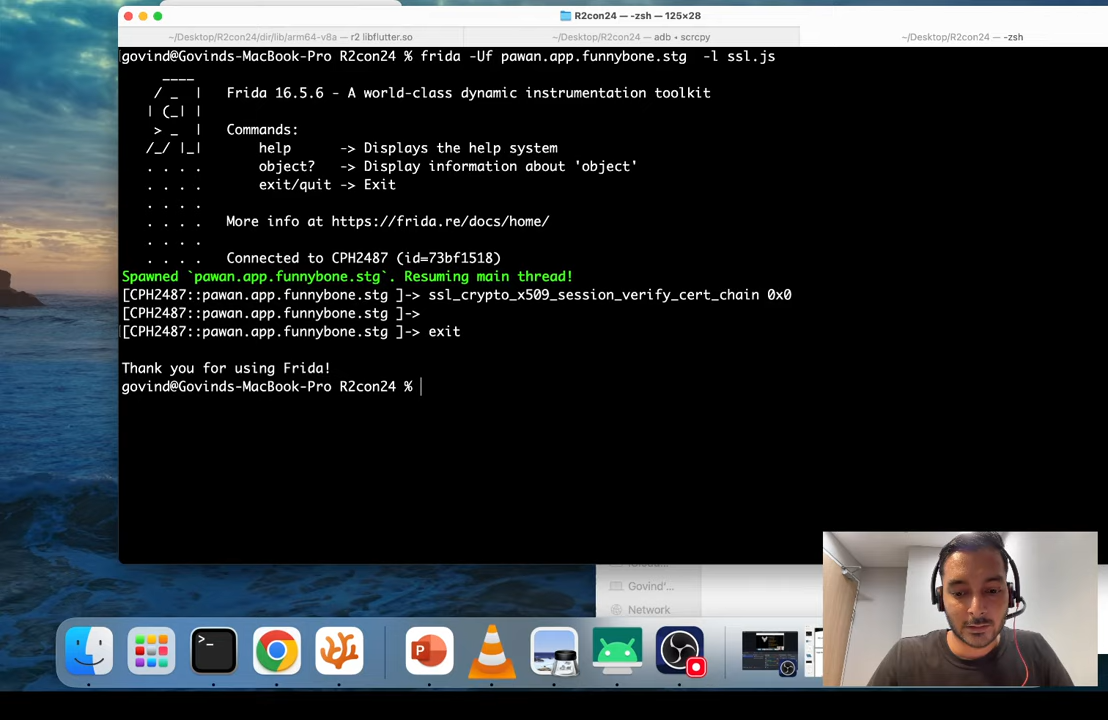 R2con24 — -zsh — 125×28
~/Desktop/R2con24/dir/lib/arm64-v8a — r2 libflutter.so
~/Desktop/R2con24 — adb • scrcpy
~/Desktop/R2con24 — -zsh
govind@Govinds-MacBook-Pro R2con24 % frida -Uf pawan.app.funnybone.stg  -l ssl.js
     ____
    / _  |   Frida 16.5.6 - A world-class dynamic instrumentation toolkit
   | (_| |
    > _  |   Commands:
   /_/ |_|       help      -> Displays the help system
   . . . .       object?   -> Display information about 'object'
   . . . .       exit/quit -> Exit
   . . . .
   . . . .   More info at https://frida.re/docs/home/
   . . . .
   . . . .   Connected to CPH2487 (id=73bf1518)
Spawned `pawan.app.funnybone.stg`. Resuming main thread!
[CPH2487::pawan.app.funnybone.stg ]-> ssl_crypto_x509_session_verify_cert_chain 0x0
[CPH2487::pawan.app.funnybone.stg ]->
[CPH2487::pawan.app.funnybone.stg ]-> exit
Thank you for using Frida!
govind@Govinds-MacBook-Pro R2con24 %
Govind'...
Network
>_
P